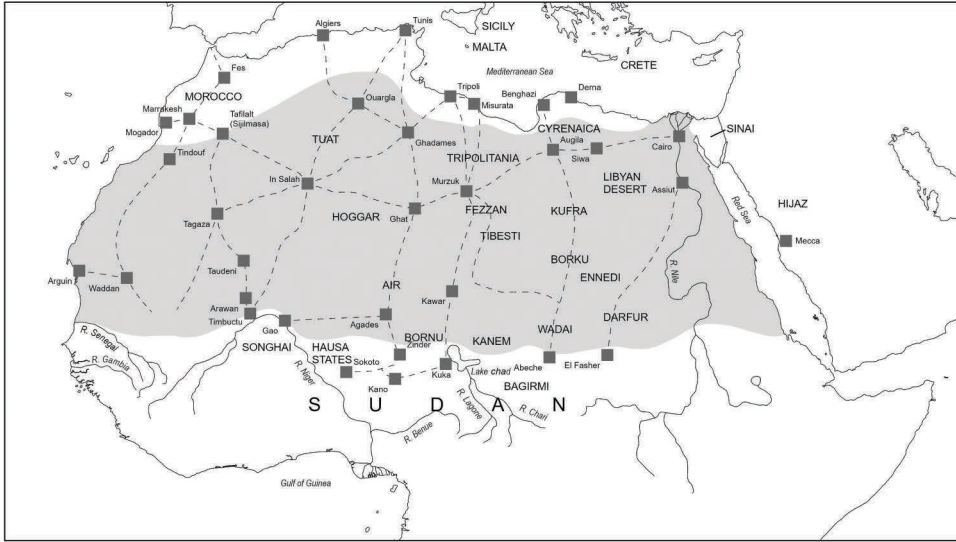 Algiers
Tunis
SICILY
MALTA
CRETE
Mediterranean Sea
Fes
MOROCCO
Marrakesh
Mogador
Tafilalt
(Sijilmasa)
Tindouf
Ouargla
TUAT
Ghadames
Tripoli
Misurata
Benghazi
Derna
CYRENAICA
Augila
Siwa
Cairo
SINAI
TRIPOLITANIA
In Salah
Murzuk
LIBYAN
DESERT
Assiut
HIJAZ
Red Sea
Mecca
Tagaza
HOGGAR
Ghat
FEZZAN
KUFRA
TIBESTI
Taudeni
BORKU
ENNEDI
R. Nile
Arguin
Waddan
AIR
Kawar
Arawan
Timbuctu
Gao
Agades
DARFUR
WADAI
R. Senegal
R. Gambia
SONGHAI
HAUSA
STATES
Sokoto
Zinder
BORNU
KANEM
Kano
Kuka
Lake chad
Abeche
El Fasher
BAGIRMI
R. Niger
SUDAN
R. Lagone
R. Chari
R. Benue
Gulf of Guinea